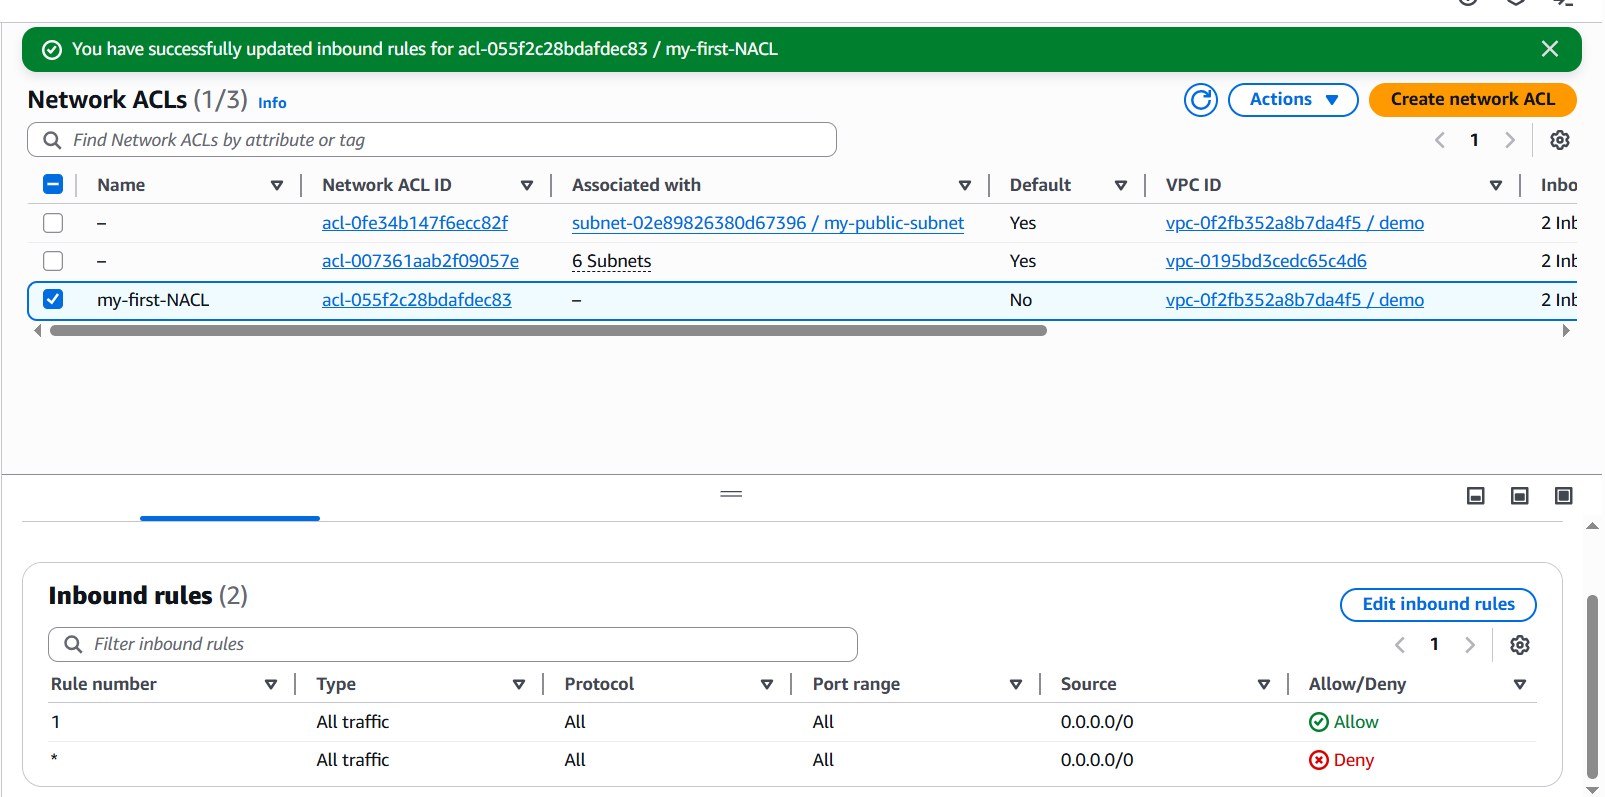 You have successfully updated inbound rules for acl-055f2c28bdafdec83 / my-first-NACL
Network ACLs (1/3) Info
Actions
Create network ACL
Find Network ACLs by attribute or tag
1
Name Network ACL ID Associated with Default VPC ID Inbo
– acl-0fe34b147f6ecc82f subnet-02e89826380d67396 / my-public-subnet Yes vpc-0f2fb352a8b7da4f5 / demo 2 Inb
– acl-007361aab2f09057e 6 Subnets Yes vpc-0195bd3cedc65c4d6 2 Inb
my-first-NACL acl-055f2c28bdafdec83 – No vpc-0f2fb352a8b7da4f5 / demo 2 Inb
Inbound rules (2)
Edit inbound rules
Filter inbound rules
1
Rule number Type Protocol Port range Source Allow/Deny
1 All traffic All All 0.0.0.0/0 Allow
* All traffic All All 0.0.0.0/0 Deny